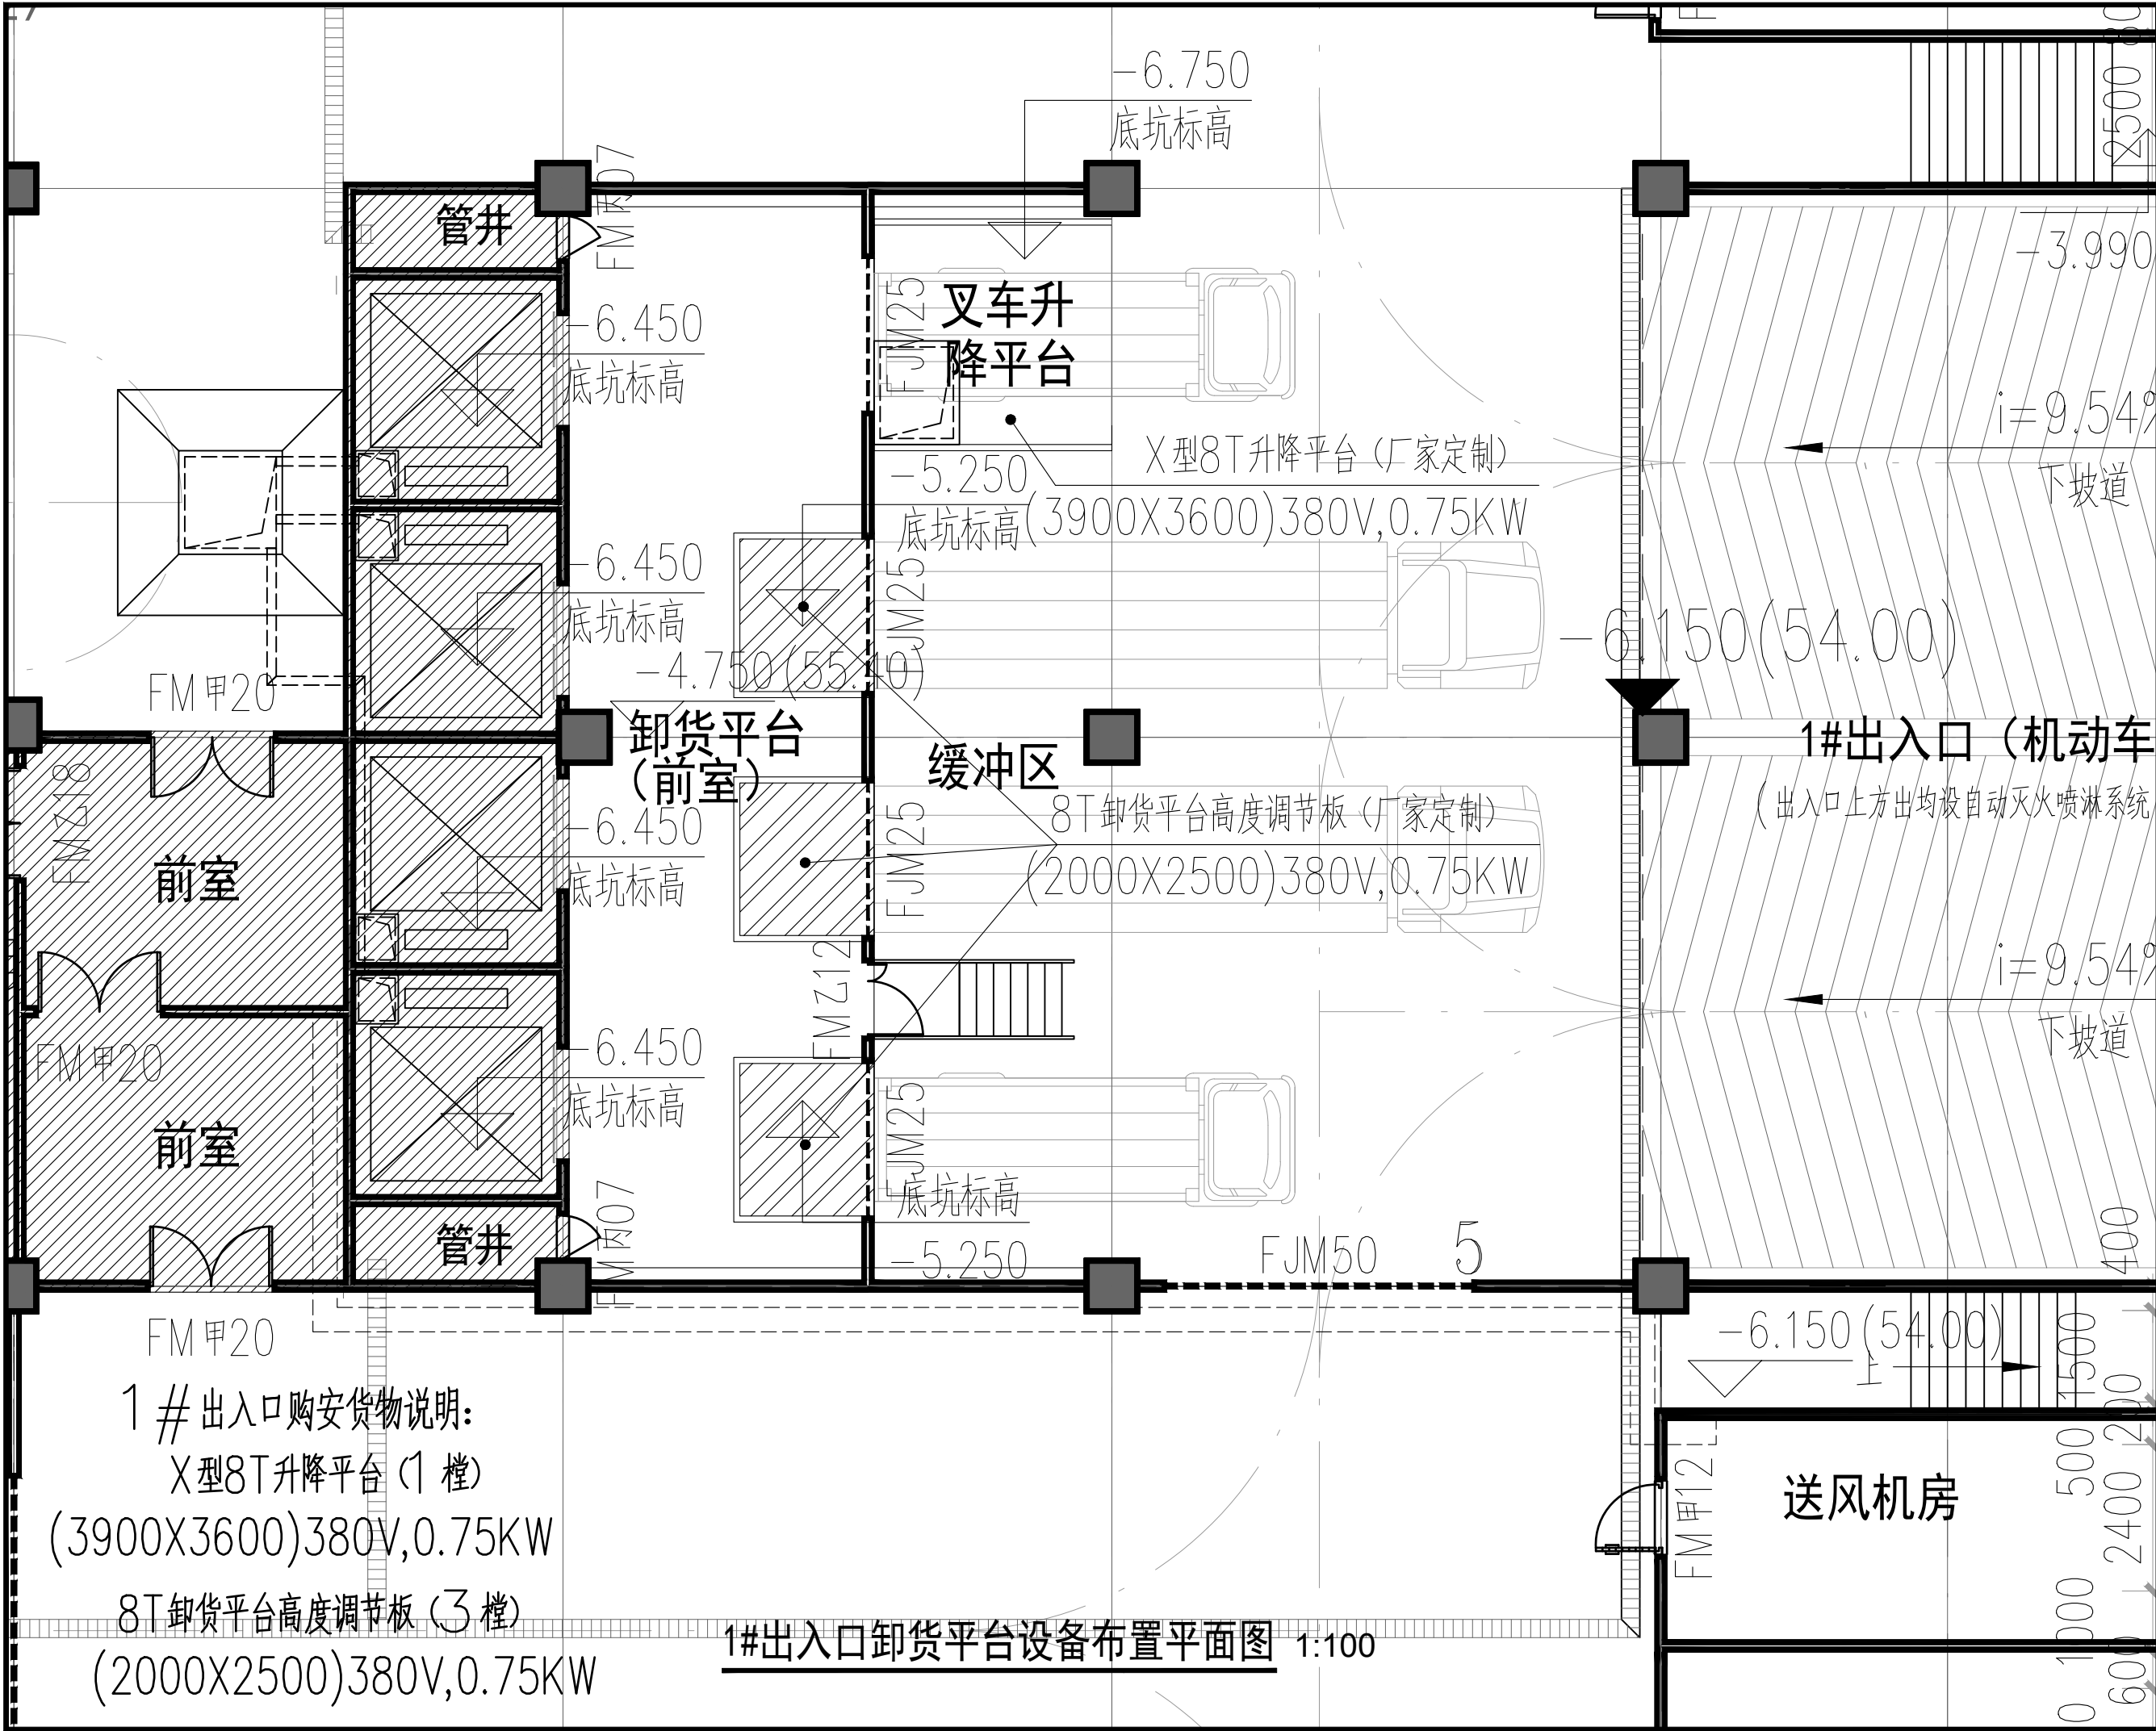 -6.750
底坑标高
2500
管井
FM丙07
-3.990
-6.450
底坑标高
FJM25
叉车升
降平台
i=9.54%
下坡道
X型8T升降平台（厂家定制）
(3900X3600)380V,0.75KW
-5.250
底坑标高
-6.450
底坑标高
FJM25
-6.150(54.00)
FM甲20
-4.750(55.40)
卸货平台
（前室）
缓冲区
1#出入口（机动车
（出入口上方出均设自动灭火喷淋系统
FM乙18
前室
-6.450
底坑标高
FJM25
8T卸货平台高度调节板（厂家定制）
(2000X2500)380V,0.75KW
FM乙12
i=9.54%
下坡道
FM甲20
-6.450
底坑标高
前室
FJM25
底坑标高
-5.250
管井
FM丙07
FJM50
5
400
FM甲20
-6.150(54.00)
上
1500
200
1#出入口购安货物说明：
X型8T升降平台（1樘）
(3900X3600)380V,0.75KW
8T卸货平台高度调节板（3樘）
(2000X2500)380V,0.75KW
FM甲12
送风机房
500
2400
1000
600
1#出入口卸货平台设备布置平面图 1:100